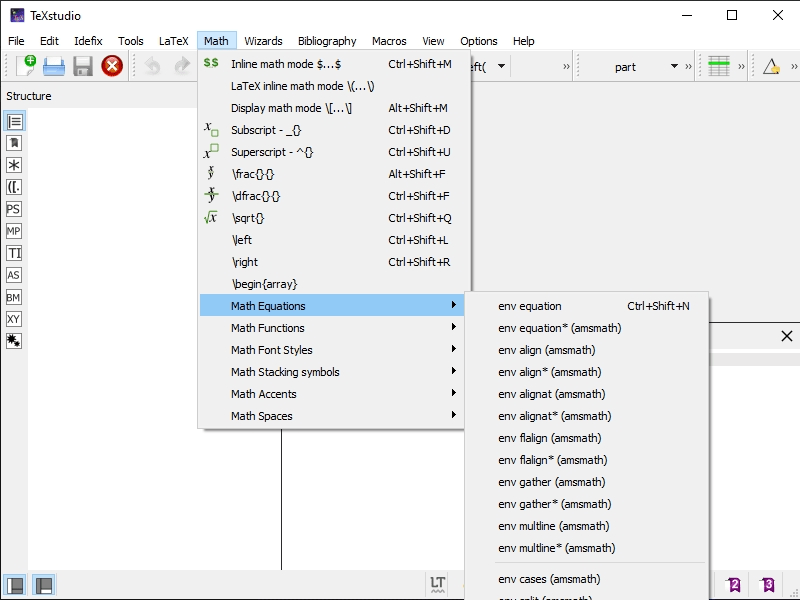 TeXstudio
File Edit Idefix Tools LaTeX Math Wizards Bibliography Macros View Options Help
eft( part
Structure
$$ Inline math mode $...$ Ctrl+Shift+M
LaTeX inline math mode \(...\)
Display math mode \[...\] Alt+Shift+M
Subscript - _{} Ctrl+Shift+D
Superscript - ^{} Ctrl+Shift+U
\frac{}{} Alt+Shift+F
\dfrac{}{} Ctrl+Shift+F
\sqrt{} Ctrl+Shift+Q
\left Ctrl+Shift+L
\right Ctrl+Shift+R
\begin{array}
Math Equations
Math Functions
Math Font Styles
Math Stacking symbols
Math Accents
Math Spaces
([.
PS
MP
TI
AS
BM
XY
env equation Ctrl+Shift+N
env equation* (amsmath)
env align (amsmath)
env align* (amsmath)
env alignat (amsmath)
env alignat* (amsmath)
env flalign (amsmath)
env flalign* (amsmath)
env gather (amsmath)
env gather* (amsmath)
env multline (amsmath)
env multline* (amsmath)
env cases (amsmath)
env split (amsmath)
LT 2 3